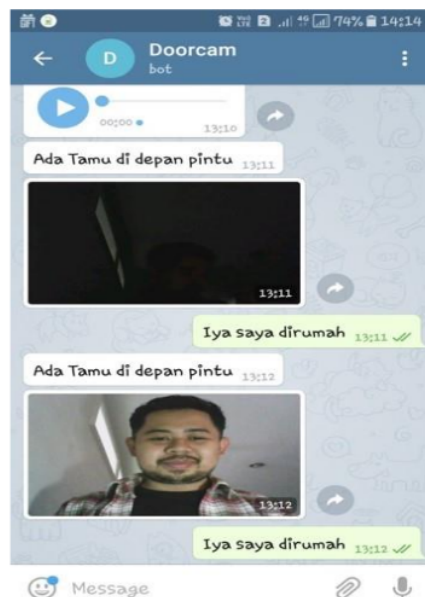 74% 14:14
D Doorcam
bot
00:00 13:10
Ada Tamu di depan pintu 13:11
13:11
Iya saya dirumah 13:11
Ada Tamu di depan pintu 13:12
13:12
Iya saya dirumah 13:12
Message